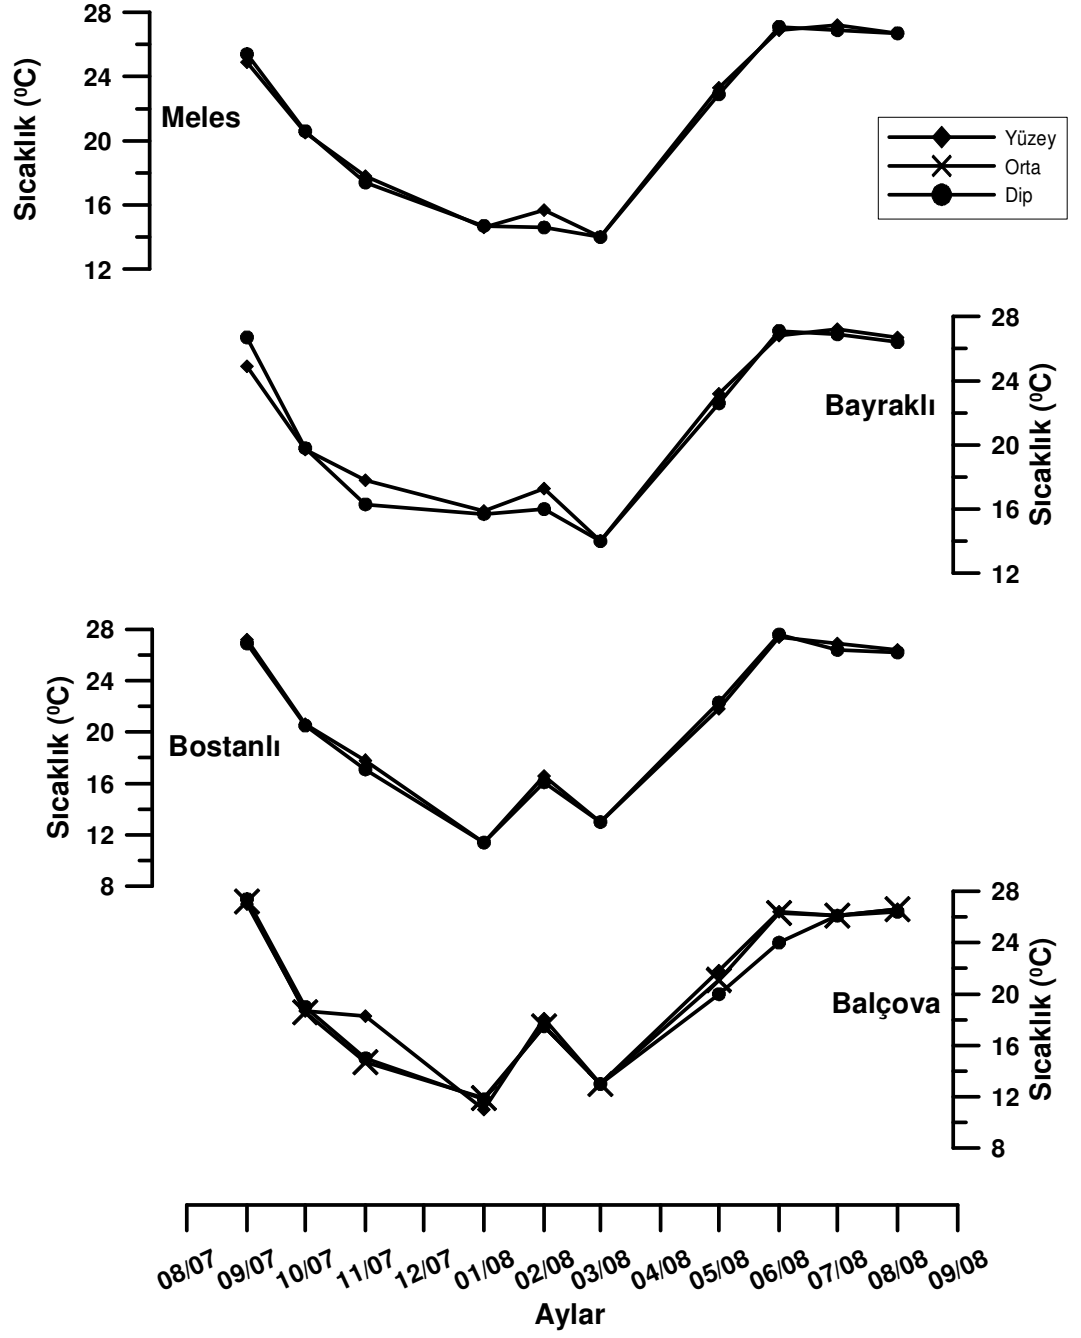 28
24
20
16
12
Sıcaklık (⁰C)
Meles
Yüzey
Orta
Dip
28
24
20
16
12
Sıcaklık (⁰C)
Bayraklı
28
24
20
16
12
8
Sıcaklık (⁰C)
Bostanlı
28
24
20
16
12
8
Sıcaklık (⁰C)
Balçova
08/07 09/07 10/07 11/07 12/07 01/08 02/08 03/08 04/08 05/08 06/08 07/08 08/08 09/08
Aylar